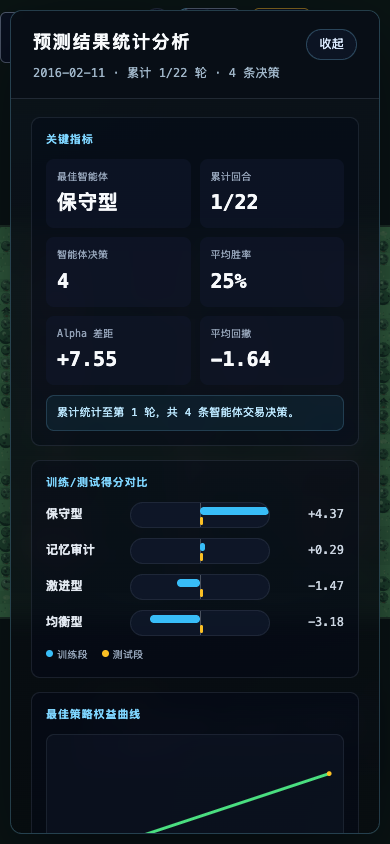 预测结果统计分析
收起
2016-02-11 · 累计 1/22 轮 · 4 条决策
关键指标
最佳智能体
保守型
累计回合
1/22
智能体决策
4
平均胜率
25%
Alpha 差距
+7.55
平均回撤
-1.64
累计统计至第 1 轮，共 4 条智能体交易决策。
训练/测试得分对比
保守型
+4.37
记忆审计
+0.29
激进型
-1.47
均衡型
-3.18
训练段
测试段
最佳策略权益曲线